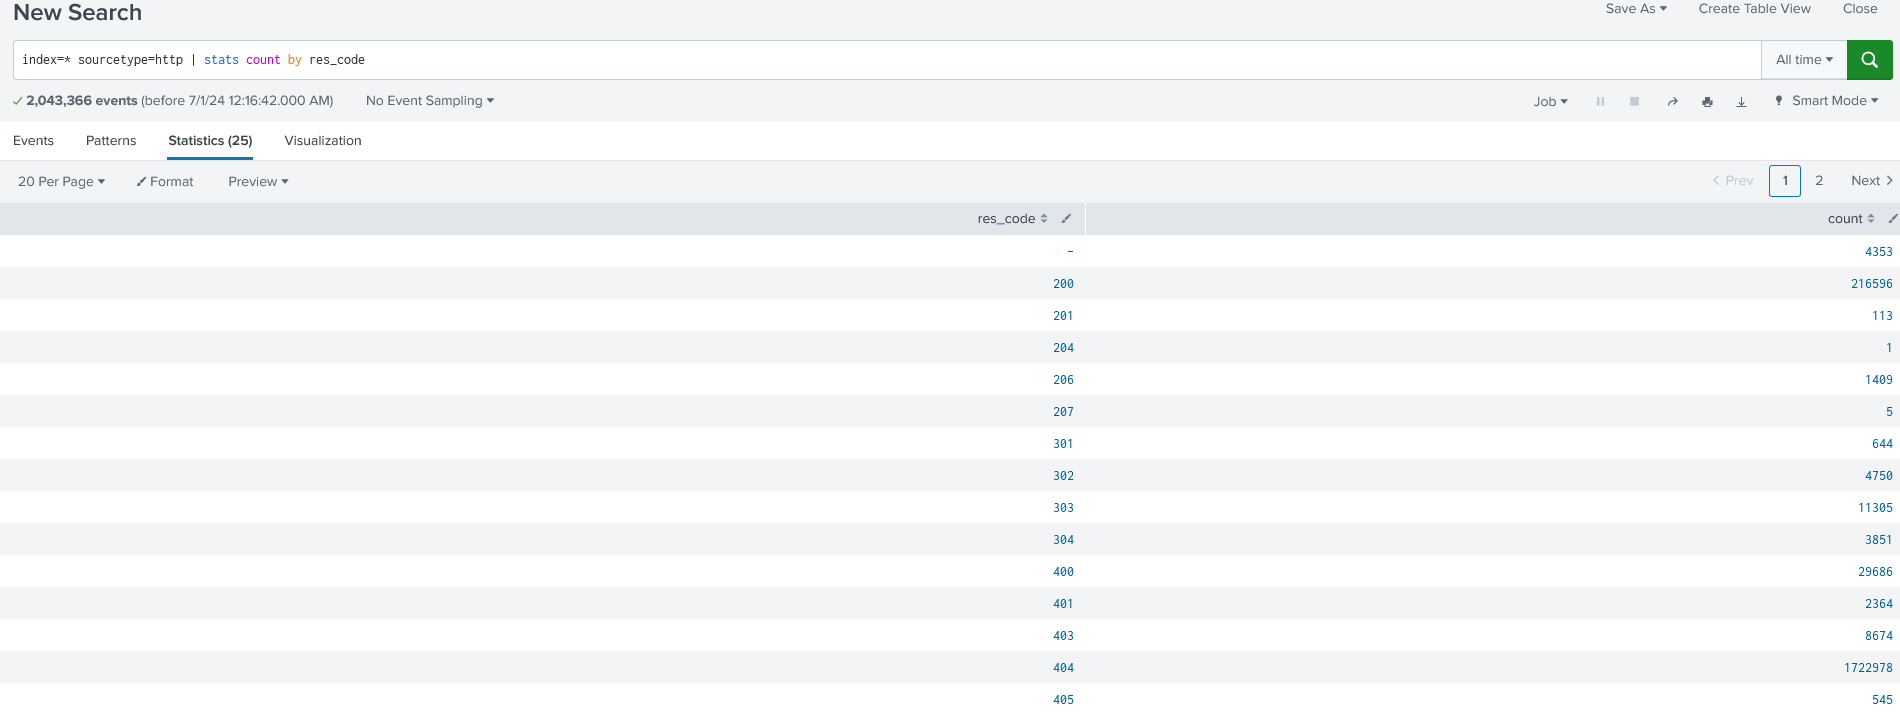 New Search
Save As Create Table View Close
index=* sourcetype=http | stats count by res_code
All time
2,043,366 events (before 7/1/24 12:16:42.000 AM) No Event Sampling
Job Smart Mode
Events Patterns Statistics (25) Visualization
20 Per Page Format Preview
Prev 1 2 Next
res_code count
- 4353
200 216596
201 113
204 1
206 1409
207 5
301 644
302 4750
303 11305
304 3851
400 29686
401 2364
403 8674
404 1722978
405 545